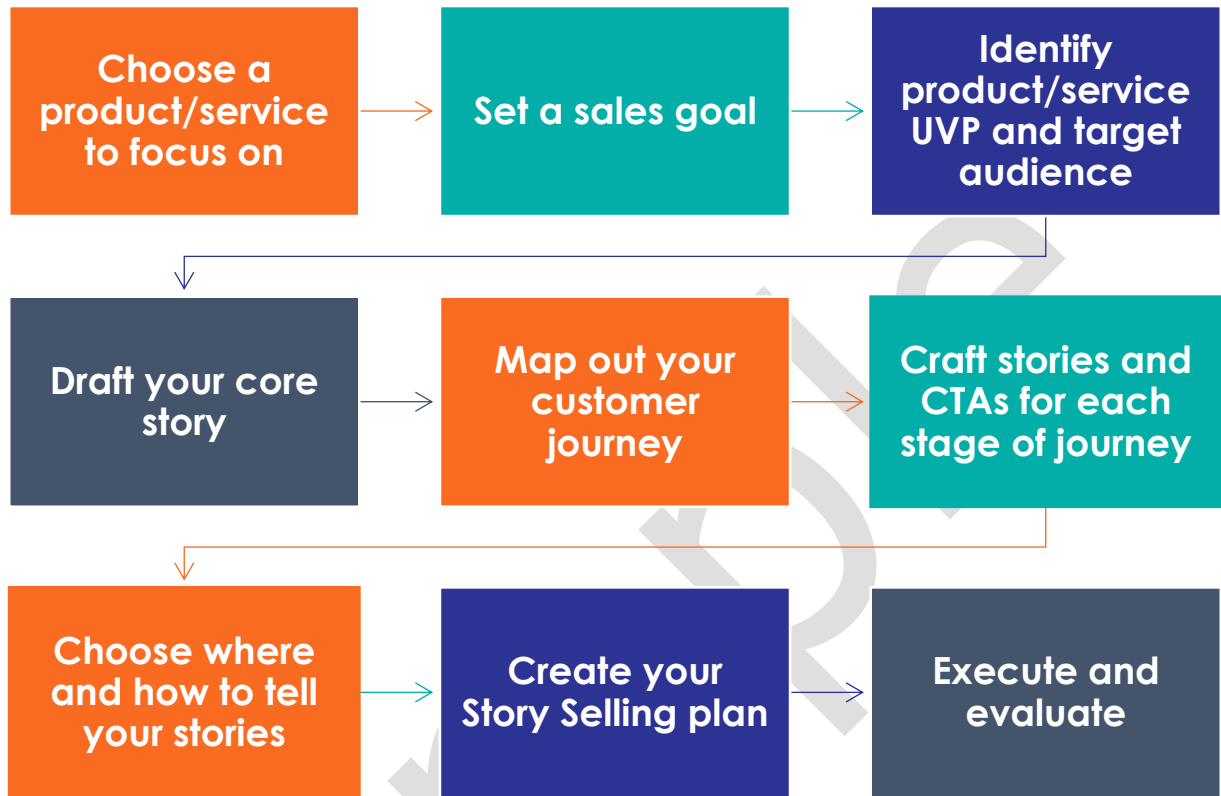 Choose a
product/service
to focus on
Set a sales goal
Identify
product/service
UVP and target
audience
Draft your core
story
Map out your
customer
journey
Craft stories and
CTAs for each
stage of journey
Choose where
and how to tell
your stories
Create your
Story Selling plan
Execute and
evaluate